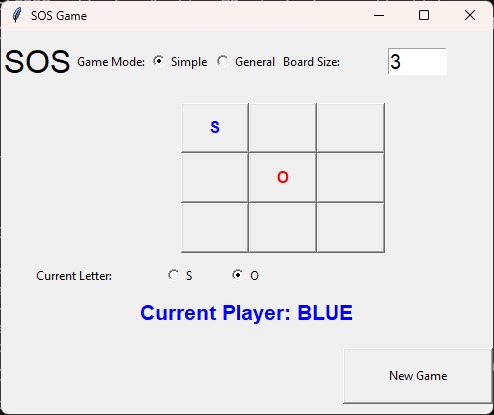 SOS Game
SOS Game Mode: Simple General Board Size: 3
S
O
Current Letter: S O
Current Player: BLUE
New Game